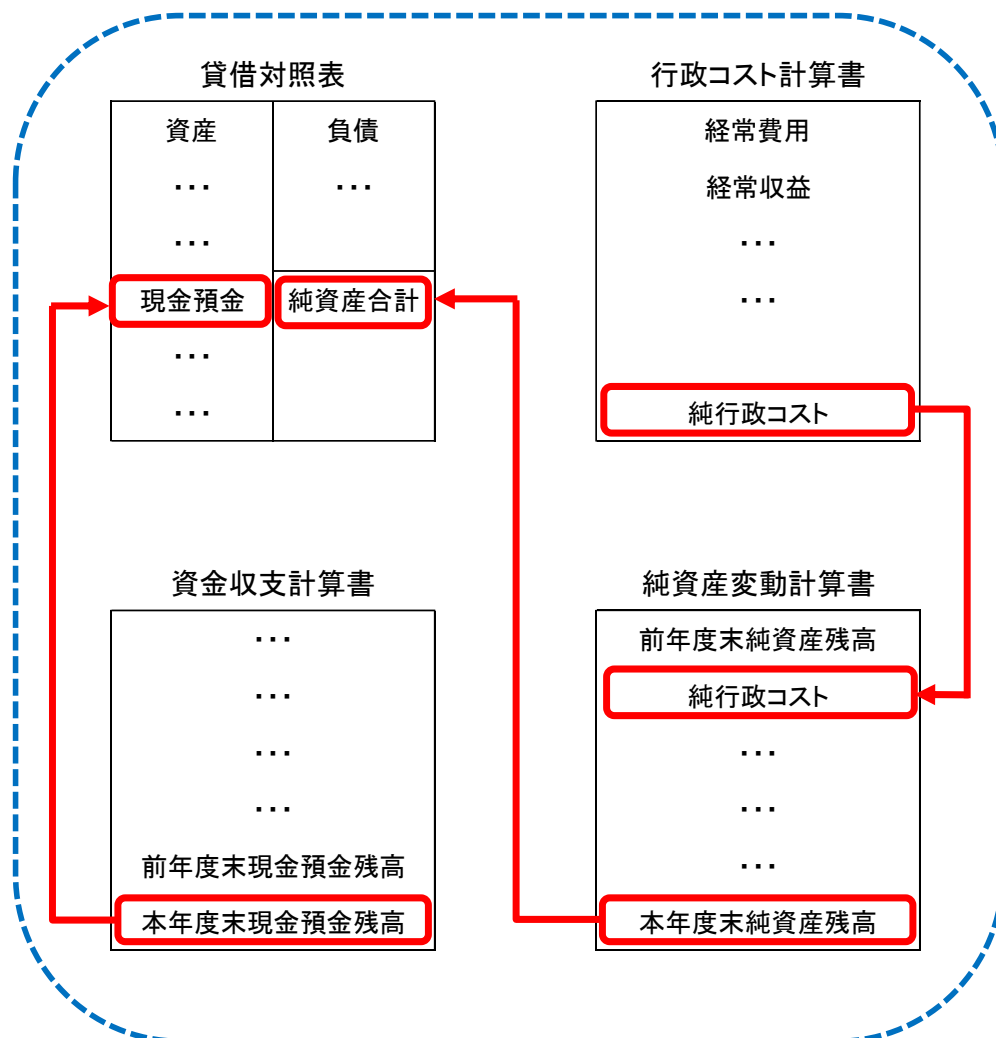 貸借対照表
資産
負債
･･･
･･･
･･･
現金預金
純資産合計
･･･
･･･
行政コスト計算書
経常費用
経常収益
･･･
･･･
純行政コスト
資金収支計算書
･･･
･･･
･･･
･･･
前年度末現金預金残高
本年度末現金預金残高
純資産変動計算書
前年度末純資産残高
純行政コスト
･･･
･･･
･･･
本年度末純資産残高